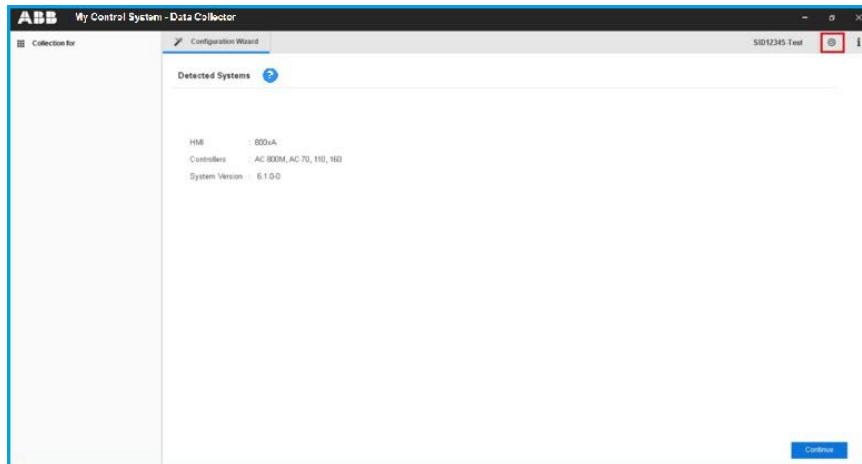 ABB My Control System - Data Collector
Collection for
Configuration Wizard
SID12345-Test
Detected Systems ?
HMI : 800xA
Controllers : AC 800M, AC 70, 110, 160
System Version : 6.1.0-0
Continue